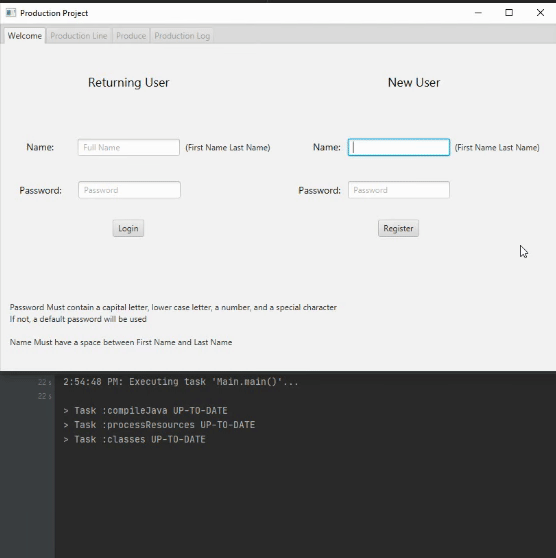 Production Project
Welcome Production Line Produce Production Log
Returning User New User
Name: Full Name (First Name Last Name) Name: (First Name Last Name)
Password: Password Password: Password
Login Register
Password Must contain a capital letter, lower case letter, a number, and a special character
If not, a default password will be used
Name Must have a space between First Name and Last Name
2:54:48 PM: Executing task 'Main.main()'...
> Task :compileJava UP-TO-DATE
> Task :processResources UP-TO-DATE
> Task :classes UP-TO-DATE